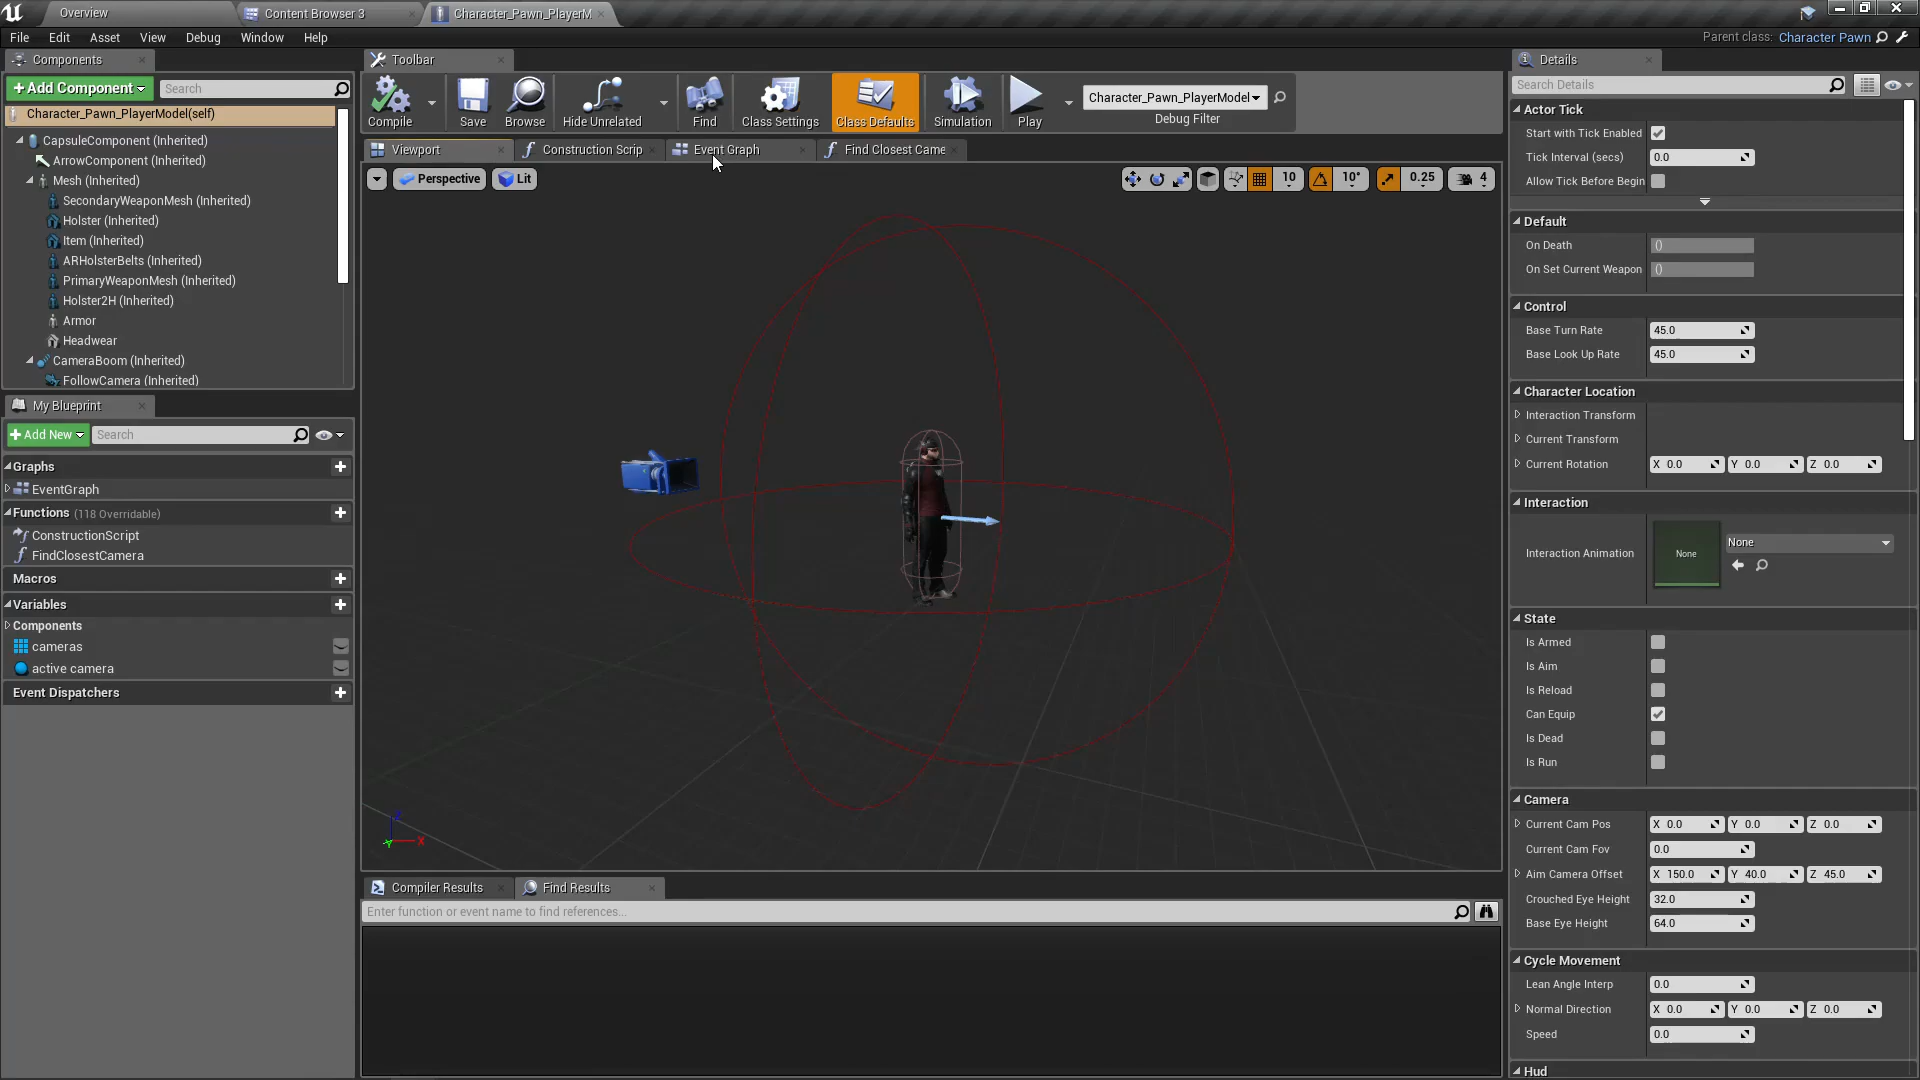 Overview
Content Browser 3
Character_Pawn_PlayerM
File Edit Asset View Debug Window Help
Parent class: Character Pawn
Components
+Add Component
Search
Character_Pawn_PlayerModel(self)
CapsuleComponent (Inherited)
ArrowComponent (Inherited)
Mesh (Inherited)
SecondaryWeaponMesh (Inherited)
Holster (Inherited)
Item (Inherited)
ARHolsterBelts (Inherited)
PrimaryWeaponMesh (Inherited)
Holster2H (Inherited)
Armor
Headwear
CameraBoom (Inherited)
FollowCamera (Inherited)
My Blueprint
+Add New
Search
Graphs
EventGraph
Functions (118 Overridable)
ConstructionScript
FindClosestCamera
Macros
Variables
Components
cameras
active camera
Event Dispatchers
Toolbar
Compile
Save
Browse
Hide Unrelated
Find
Class Settings
Class Defaults
Simulation
Play
Character_Pawn_PlayerModel
Debug Filter
Viewport
Construction Scrip
Event Graph
Find Closest Came
Perspective
Lit
10
10°
0.25
4
Z
X
Y
Compiler Results
Find Results
Enter function or event name to find references...
Details
Search Details
Actor Tick
Start with Tick Enabled
Tick Interval (secs) 0.0
Allow Tick Before Begin
Default
On Death ()
On Set Current Weapon ()
Control
Base Turn Rate 45.0
Base Look Up Rate 45.0
Character Location
Interaction Transform
Current Transform
Current Rotation X 0.0 Y 0.0 Z 0.0
Interaction
Interaction Animation None None
State
Is Armed
Is Aim
Is Reload
Can Equip
Is Dead
Is Run
Camera
Current Cam Pos X 0.0 Y 0.0 Z 0.0
Current Cam Fov 0.0
Aim Camera Offset X 150.0 Y 40.0 Z 45.0
Crouched Eye Height 32.0
Base Eye Height 64.0
Cycle Movement
Lean Angle Interp 0.0
Normal Direction X 0.0 Y 0.0 Z 0.0
Speed 0.0
Hud